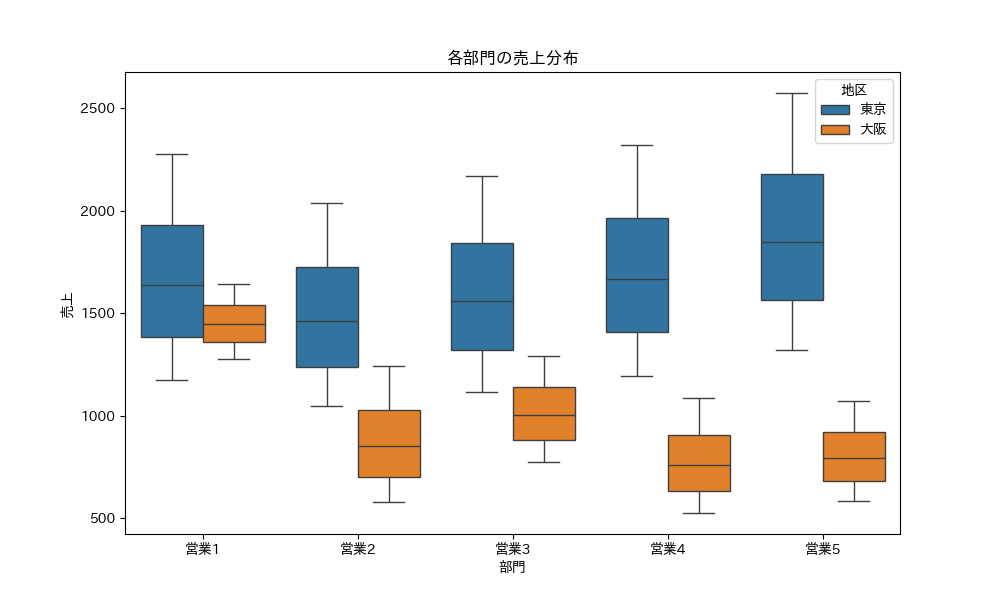 各部門の売上分布
地区
東京
大阪
売上
2500
2000
1500
1000
500
営業1
営業2
営業3
営業4
営業5
部門